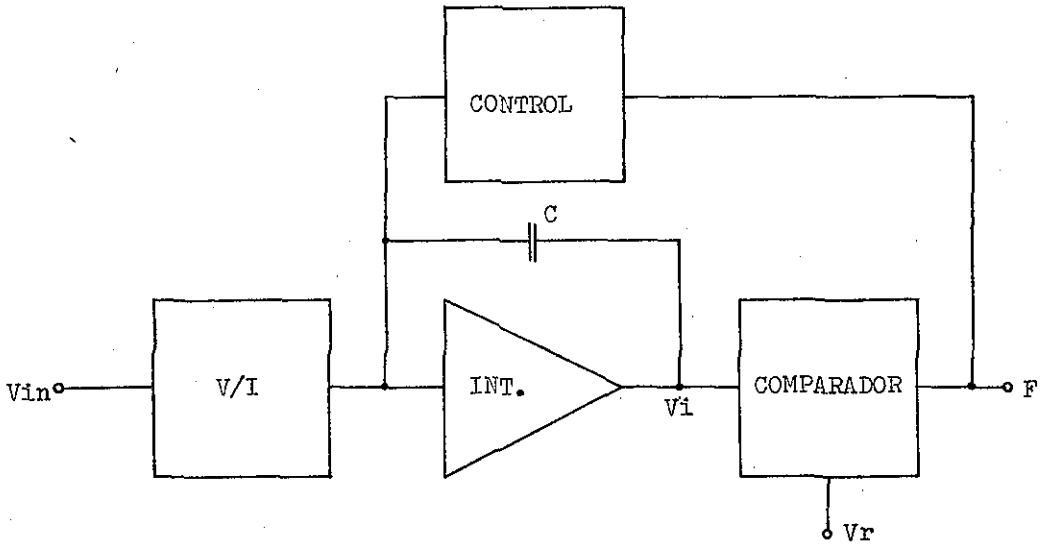 CONTROL
C
Vin
V/I
INT.
Vi
COMPARADOR
F
Vr